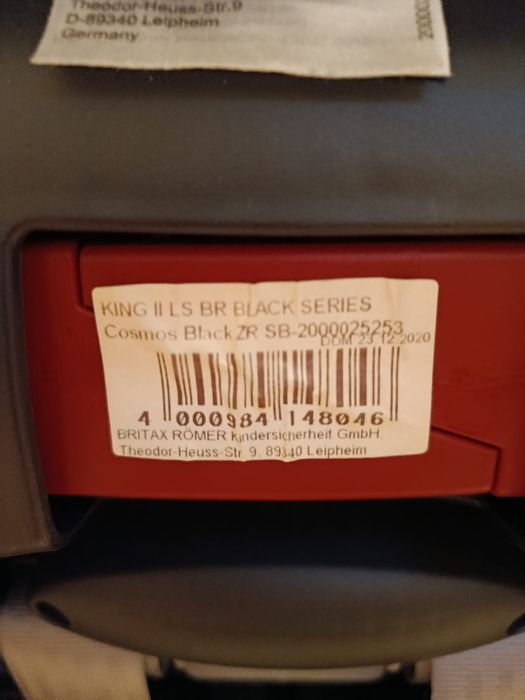 Theodor-Heuss-Str.9
D-89340 Leipheim
Germany
KING II LS BR BLACK SERIES
Cosmos Black ZR SB-2000025253
DOM 23.12.2020
4 000984 148046
BRITAX RÖMER Kindersicherheit GmbH,
Theodor-Heuss-Str 9, 89340 Leipheim